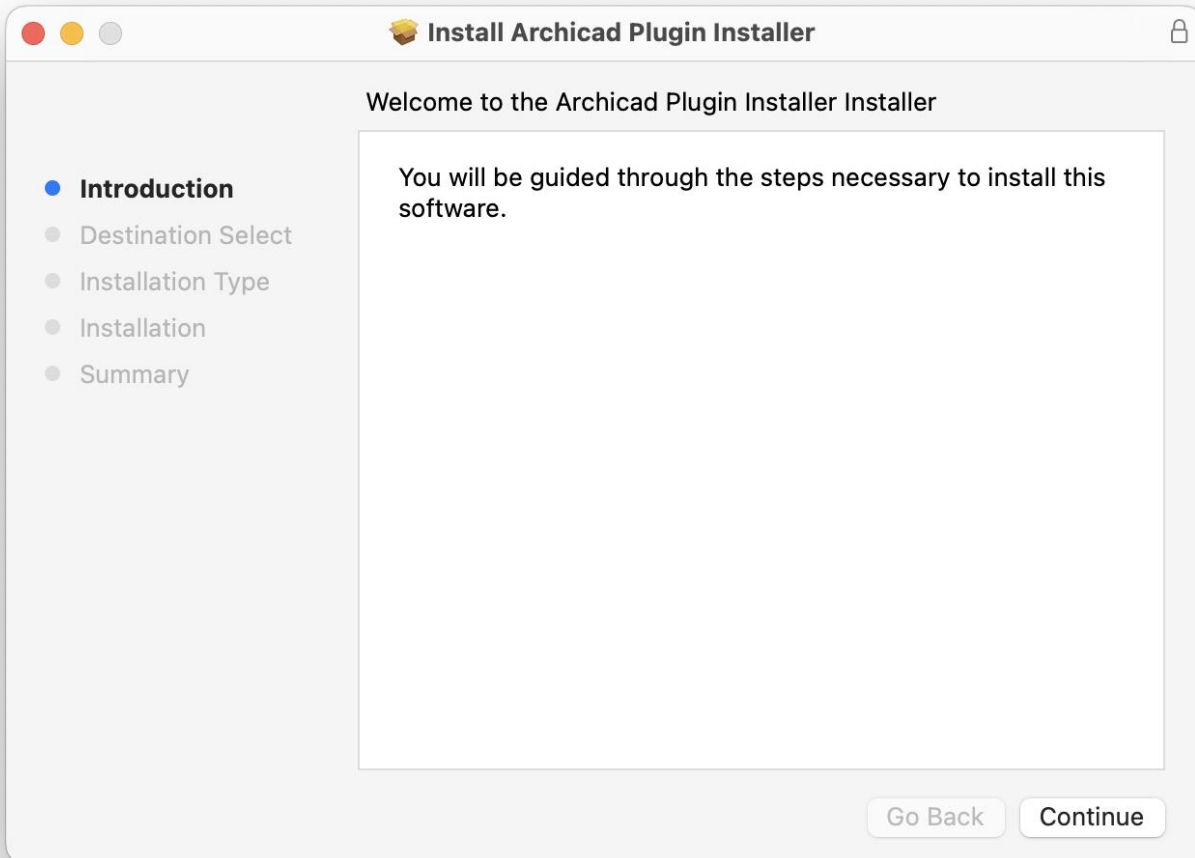 Install Archicad Plugin Installer
Welcome to the Archicad Plugin Installer Installer
Introduction
Destination Select
Installation Type
Installation
Summary
You will be guided through the steps necessary to install this
software.
Go Back
Continue